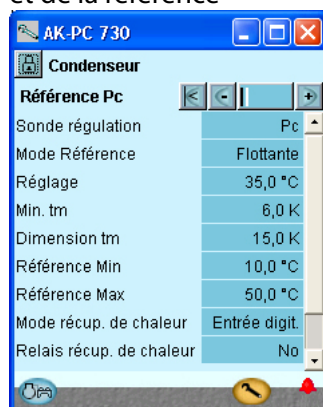 et de la référence
AK-PC 730
Condenseur
Référence Pc
Sonde régulation Pc
Mode Référence Flottante
Réglage 35,0 °C
Min. tm 6,0 K
Dimension tm 15,0 K
Référence Min 10,0 °C
Référence Max 50,0 °C
Mode récup. de chaleur Entrée digit.
Relais récup. de chaleur No